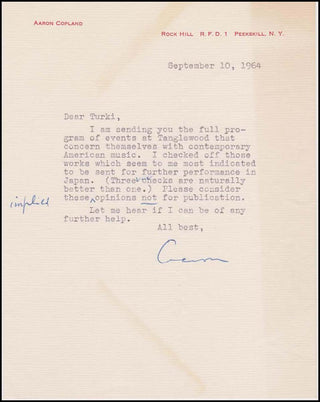 AARON COPLAND
ROCK HILL R. F. D. 1 PEEKSKILL, N. Y.
September 10, 1964
Dear Turki,
I am sending you the full pro-
gram of events at Tanglewood that
concern themselves with contemporary
American music. I checked off those
works which seem to me most indicated
to be sent for further performance in
Japan. (Three checks are naturally
better than one.) Please consider
implied
these opinions not for publication.
Let me hear if I can be of any
further help.
All best,
Aaron